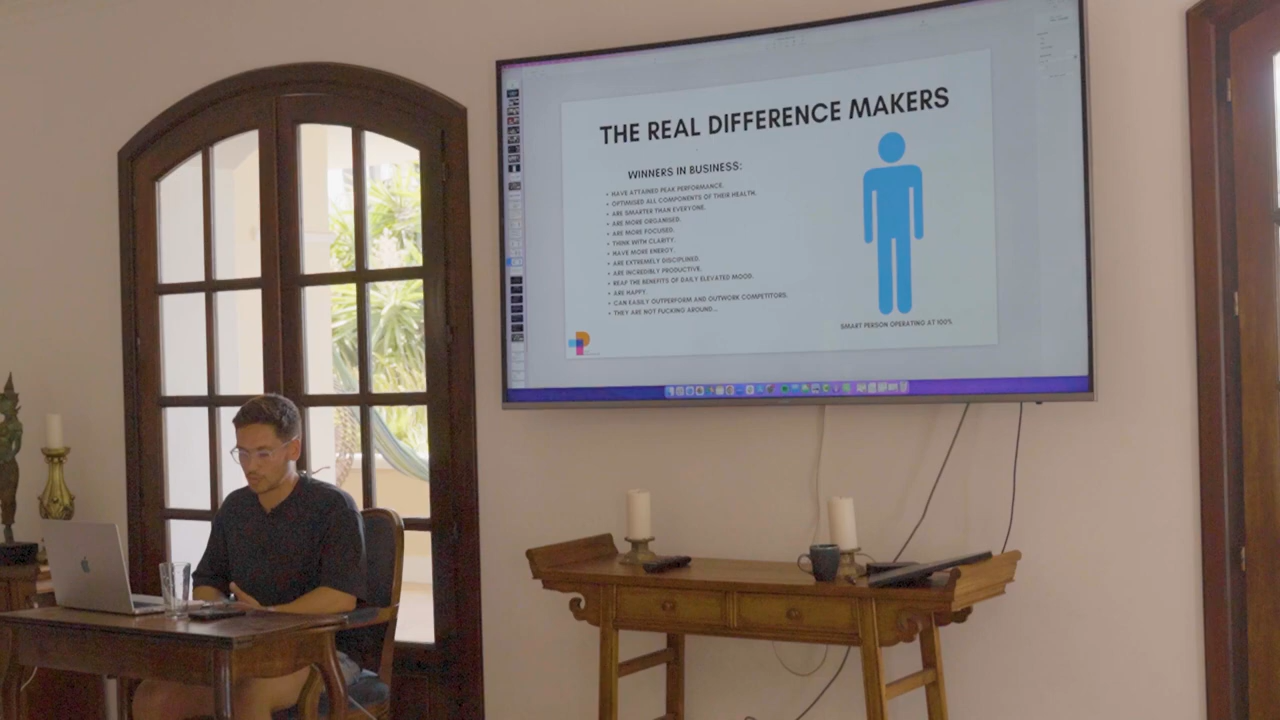 THE REAL DIFFERENCE MAKERS
WINNERS IN BUSINESS:
• HAVE ATTAINED PEAK PERFORMANCE.
• OPTIMISED ALL COMPONENTS OF THEIR HEALTH.
• ARE SMARTER THAN EVERYONE.
• ARE MORE ORGANISED.
• ARE MORE FOCUSED.
• THINK WITH CLARITY.
• HAVE MORE ENERGY.
• ARE EXTREMELY DISCIPLINED.
• ARE INCREDIBLY PRODUCTIVE.
• REAP THE BENEFITS OF DAILY ELEVATED MOOD.
• ARE HAPPY.
• CAN EASILY OUTPERFORM AND OUTWORK COMPETITORS.
• THEY ARE NOT FUCKING AROUND...
SMART PERSON OPERATING AT 100%.